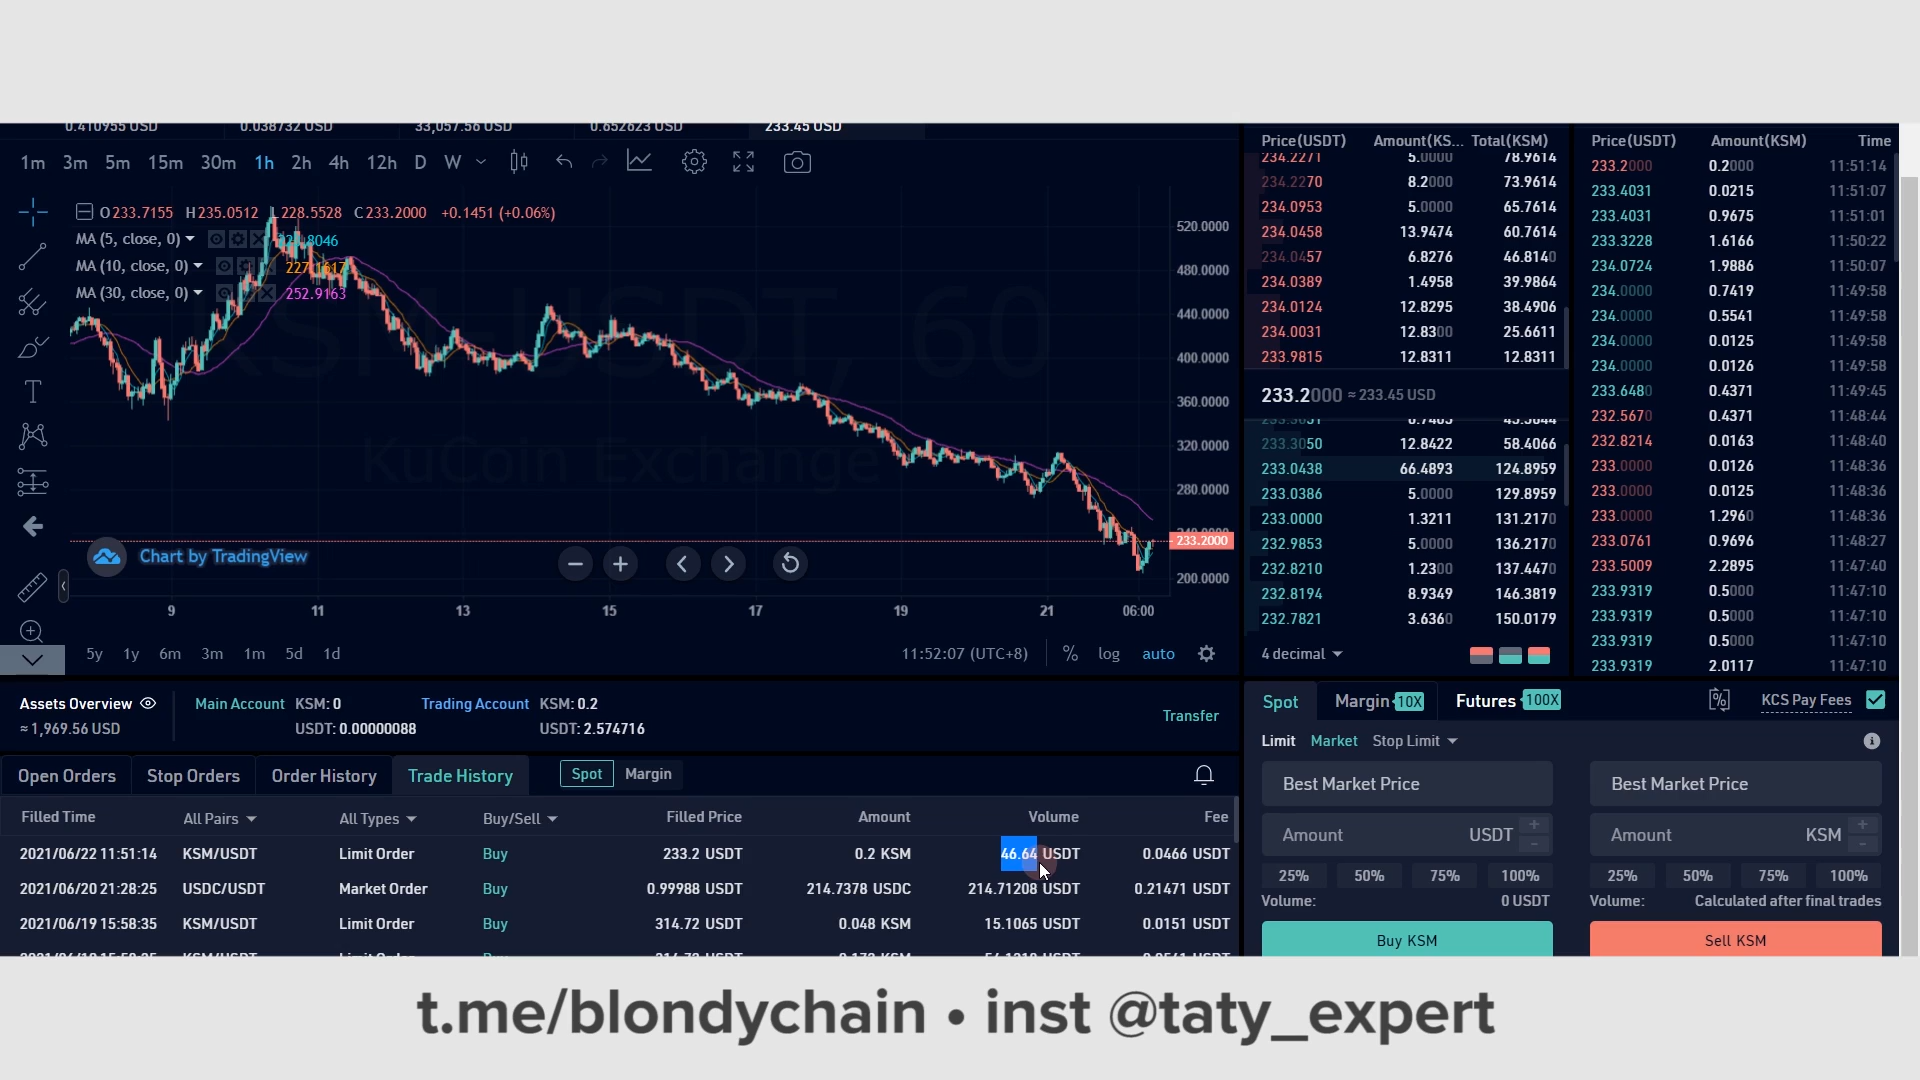 0.410955 USD 0.038732 USD 33,057.56 USD 0.652623 USD 233.45 USD
1m 3m 5m 15m 30m 1h 2h 4h 12h D W
O233.7155 H235.0512 L228.5528 C233.2000 +0.1451 (+0.06%)
MA (5, close, 0)
MA (10, close, 0) 227.1617
MA (30, close, 0) 252.9163
KSM-USDT, 60
KuCoin Exchange
520.0000
480.0000
440.0000
400.0000
360.0000
320.0000
280.0000
240.0000
233.2000
200.0000
Chart by TradingView
9 11 13 15 17 19 21 06:00
5y 1y 6m 3m 1m 5d 1d 11:52:07 (UTC+8) % log auto
Price(USDT) Amount(KS... Total(KSM)
234.2271 5.0000 78.9614
234.2270 8.2000 73.9614
234.0953 5.0000 65.7614
234.0458 13.9474 60.7614
234.0457 6.8276 46.8140
234.0389 1.4958 39.9864
234.0124 12.8295 38.4906
234.0031 12.8300 25.6611
233.9815 12.8311 12.8311
233.2000 ≈ 233.45 USD
233.3050 12.8422 58.4066
233.0438 66.4893 124.8959
233.0386 5.0000 129.8959
233.0000 1.3211 131.2170
232.9853 5.0000 136.2170
232.8210 1.2300 137.4470
232.8194 8.9349 146.3819
232.7821 3.6360 150.0179
4 decimal
Price(USDT) Amount(KSM) Time
233.2000 0.2000 11:51:14
233.4031 0.0215 11:51:07
233.4031 0.9675 11:51:01
233.3228 1.6166 11:50:22
234.0724 1.9886 11:50:07
234.0000 0.7419 11:49:58
234.0000 0.5541 11:49:58
234.0000 0.0125 11:49:58
234.0000 0.0126 11:49:58
233.6480 0.4371 11:49:45
232.5670 0.4371 11:48:44
232.8214 0.0163 11:48:40
233.0000 0.0126 11:48:36
233.0000 0.0125 11:48:36
233.0000 1.2960 11:48:36
233.0761 0.9696 11:48:27
233.5009 2.2895 11:47:40
233.9319 0.5000 11:47:10
233.9319 0.5000 11:47:10
233.9319 0.5000 11:47:10
233.9319 2.0117 11:47:10
Assets Overview Main Account KSM: 0 Trading Account KSM: 0.2
≈ 1,969.56 USD USDT: 0.00000088 USDT: 2.574716
Transfer
Open Orders Stop Orders Order History Trade History Spot Margin
Filled Time All Pairs All Types Buy/Sell Filled Price Amount Volume Fee
2021/06/22 11:51:14 KSM/USDT Limit Order Buy 233.2 USDT 0.2 KSM 46.64 USDT 0.0466 USDT
2021/06/20 21:28:25 USDC/USDT Market Order Buy 0.99988 USDT 214.7378 USDC 214.71208 USDT 0.21471 USDT
2021/06/19 15:58:35 KSM/USDT Limit Order Buy 314.72 USDT 0.048 KSM 15.1065 USDT 0.0151 USDT
Spot Margin 10X Futures 100X KCS Pay Fees
Limit Market Stop Limit
Best Market Price Best Market Price
Amount USDT Amount KSM
25% 50% 75% 100% 25% 50% 75% 100%
Volume: 0 USDT Volume: Calculated after final trades
Buy KSM Sell KSM
t.me/blondychain • inst @taty_expert